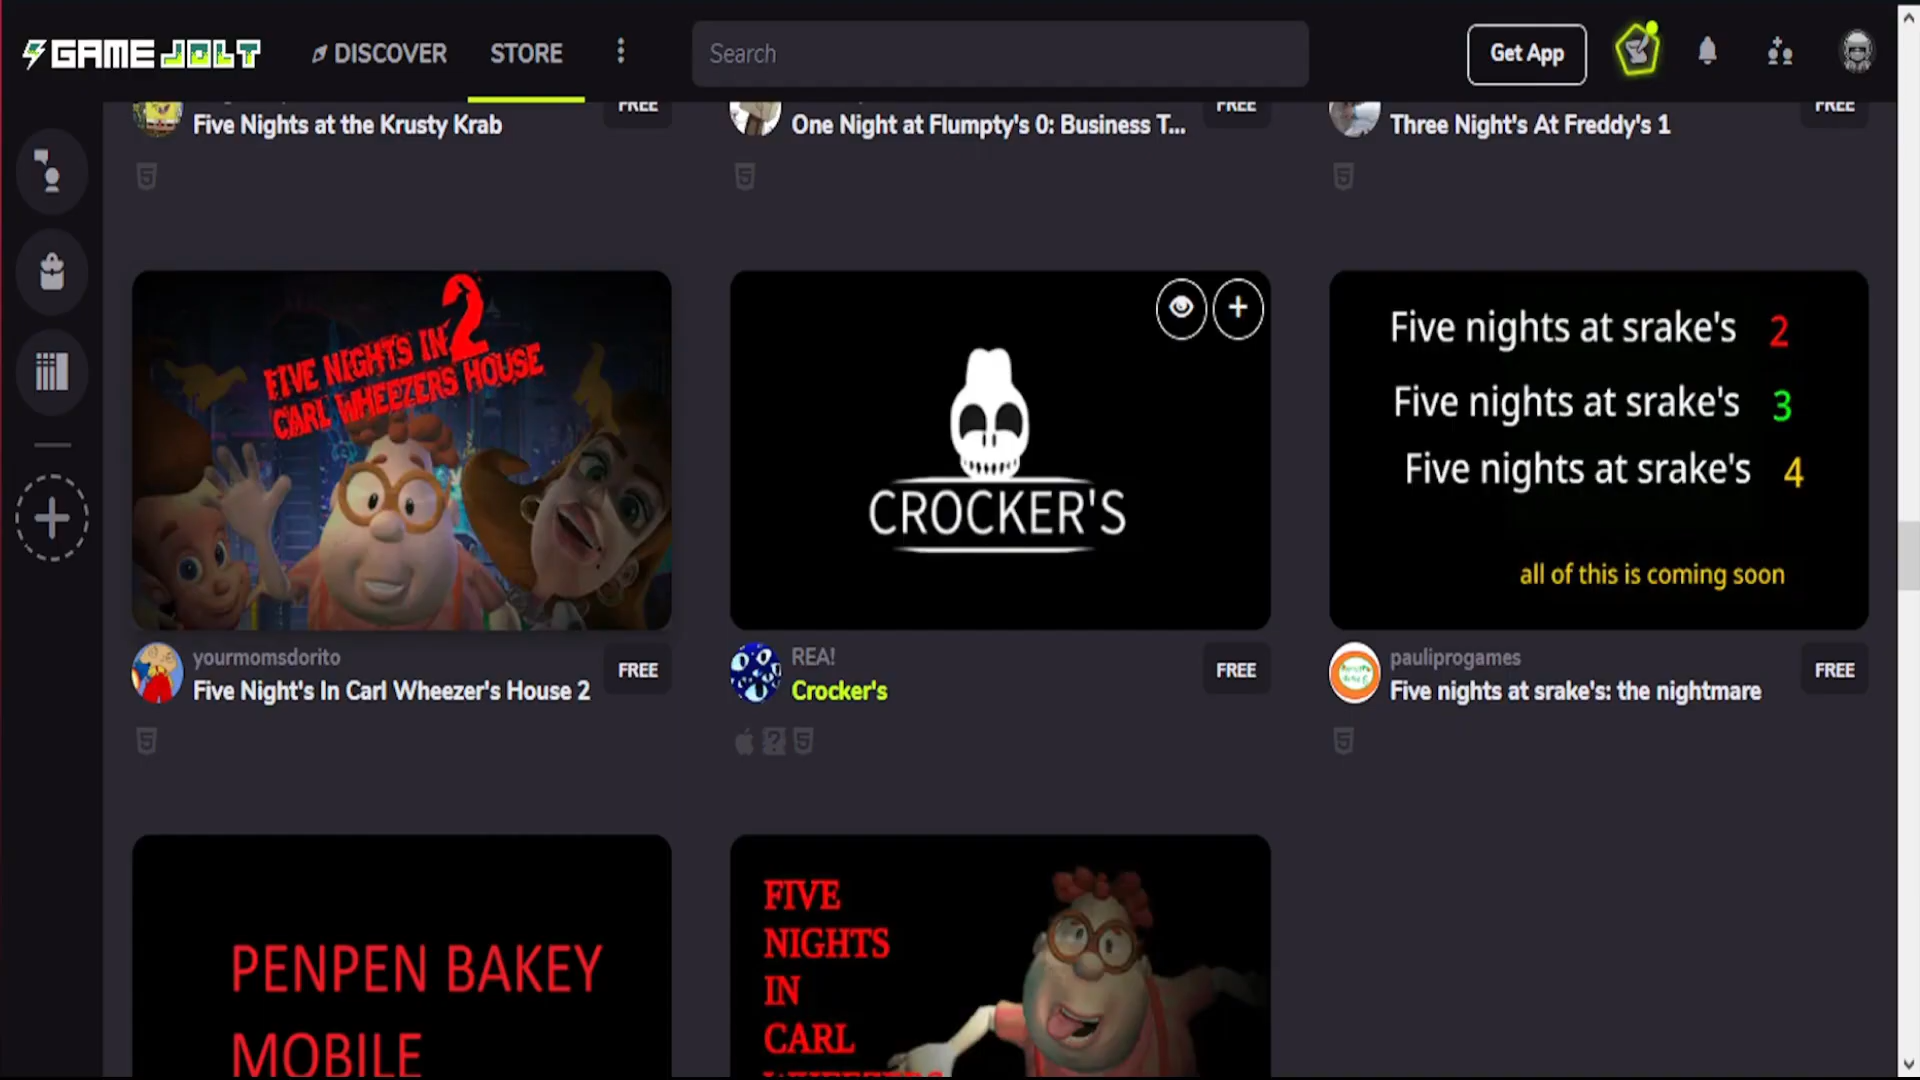 GAME JOLT
DISCOVER
STORE
Search
Get App
FREE
Five Nights at the Krusty Krab
FREE
One Night at Flumpty's 0: Business T...
FREE
Three Night's At Freddy's 1
FIVE NIGHTS IN 2
CARL WHEEZERS HOUSE
yourmomsdorito
Five Night's In Carl Wheezer's House 2
FREE
CROCKER'S
REA!
Crocker's
FREE
Five nights at srake's 2
Five nights at srake's 3
Five nights at srake's 4
all of this is coming soon
pauliprogames
Five nights at srake's: the nightmare
FREE
PENPEN BAKEY
MOBILE
FIVE
NIGHTS
IN
CARL